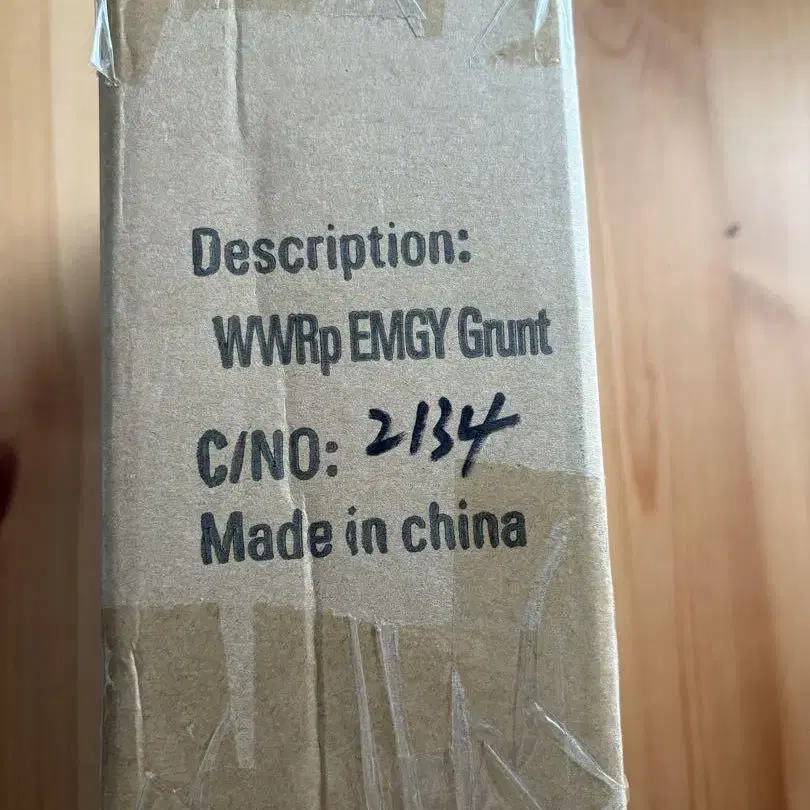 Description:
WWRp EMGY Grunt
C/NO: 2134
Made in china